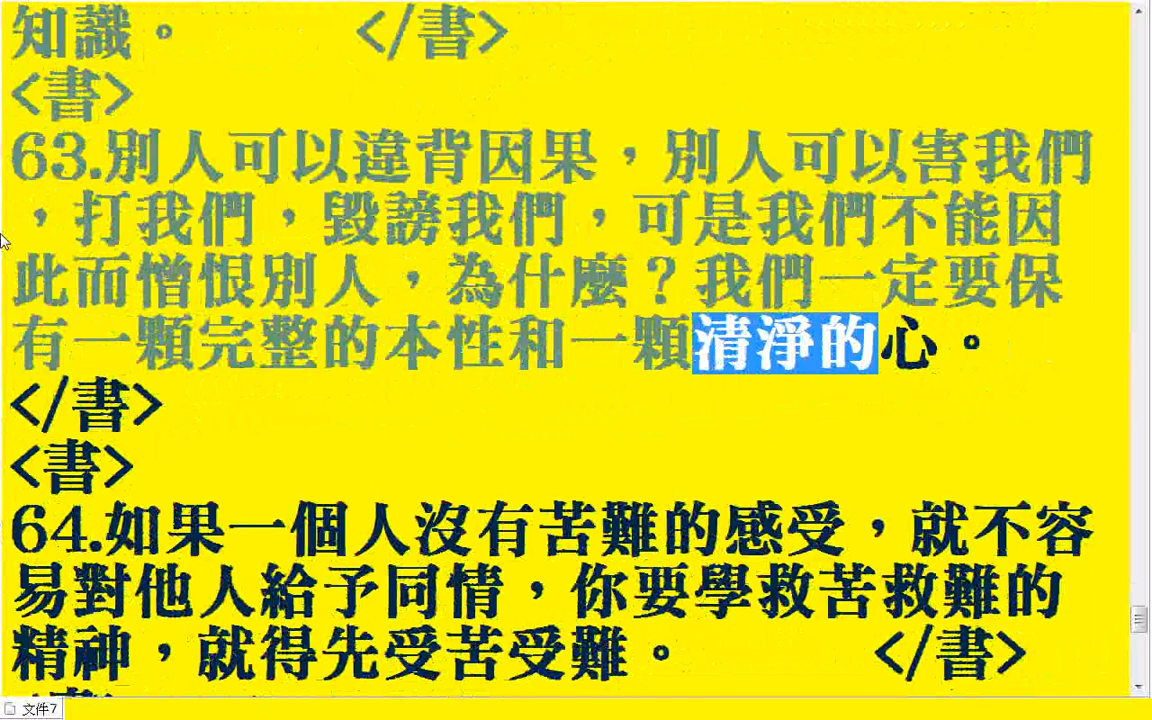 知識。 </書>
<書>
63.別人可以違背因果，別人可以害我們
，打我們，毀謗我們，可是我們不能因
此而憎恨別人，為什麼？我們一定要保
有一顆完整的本性和一顆清淨的心。
</書>
<書>
64.如果一個人沒有苦難的感受，就不容
易對他人給予同情，你要學救苦救難的
精神，就得先受苦受難。 </書>
文件7